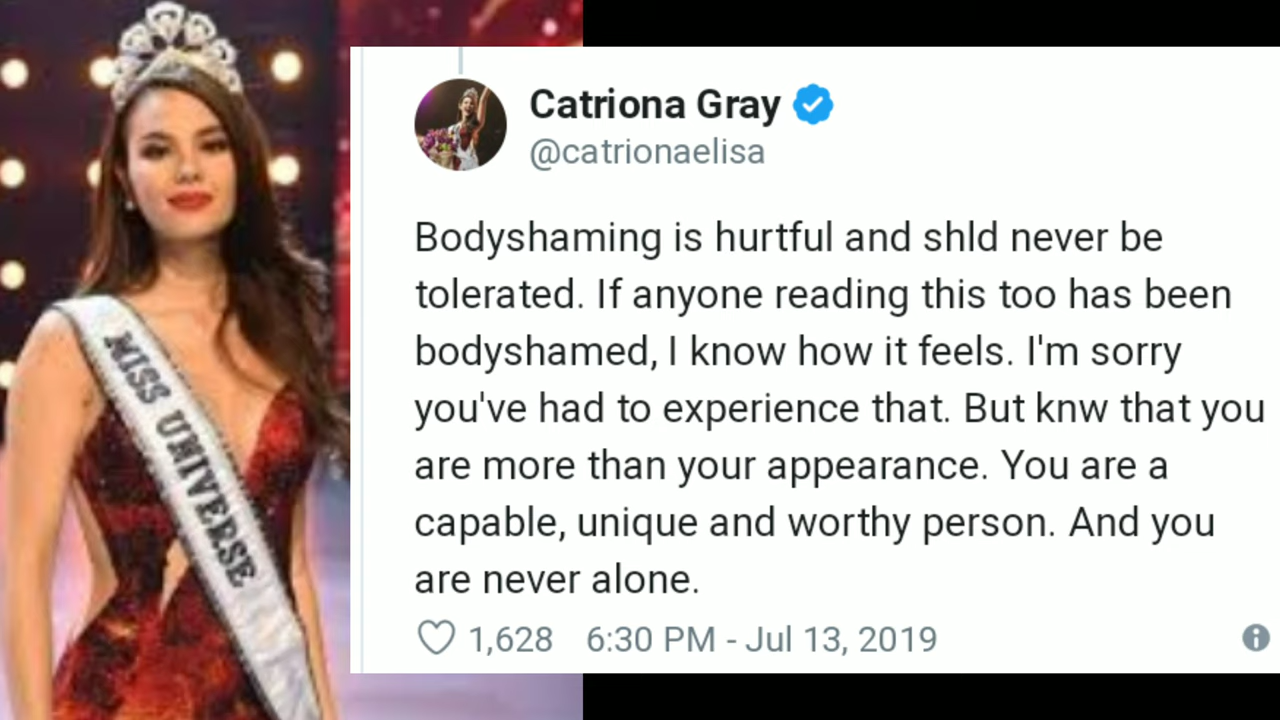 MISS UNIVERSE
Catriona Gray
@catrionaelisa
Bodyshaming is hurtful and shld never be
tolerated. If anyone reading this too has been
bodyshamed, I know how it feels. I'm sorry
you've had to experience that. But knw that you
are more than your appearance. You are a
capable, unique and worthy person. And you
are never alone.
1,628 6:30 PM - Jul 13, 2019